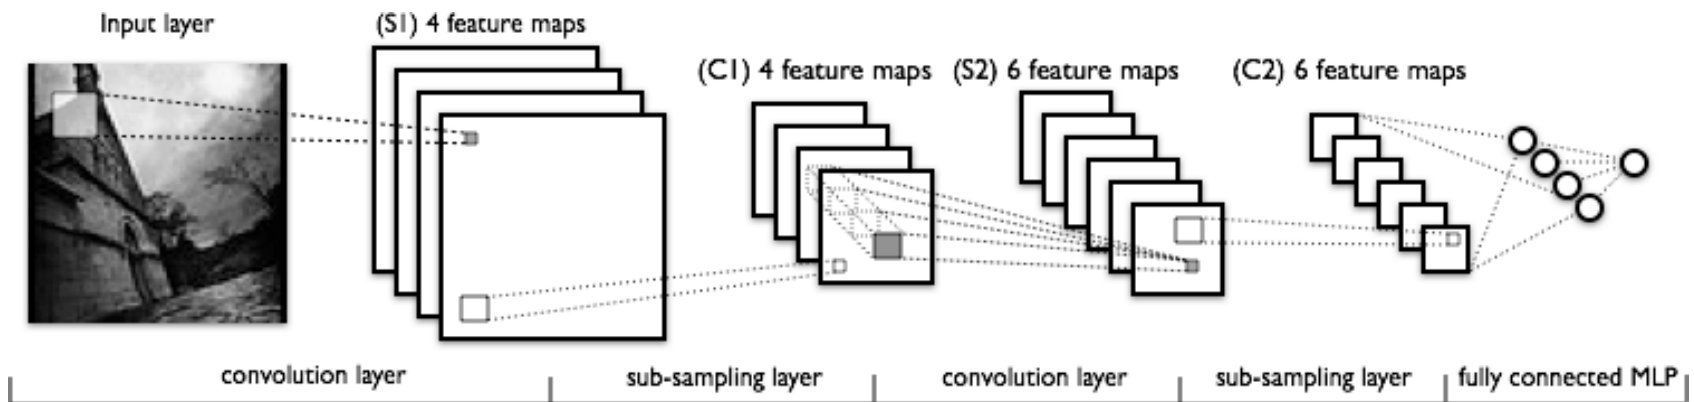 Input layer
(S1) 4 feature maps
(C1) 4 feature maps
(S2) 6 feature maps
(C2) 6 feature maps
convolution layer
sub-sampling layer
convolution layer
sub-sampling layer
fully connected MLP